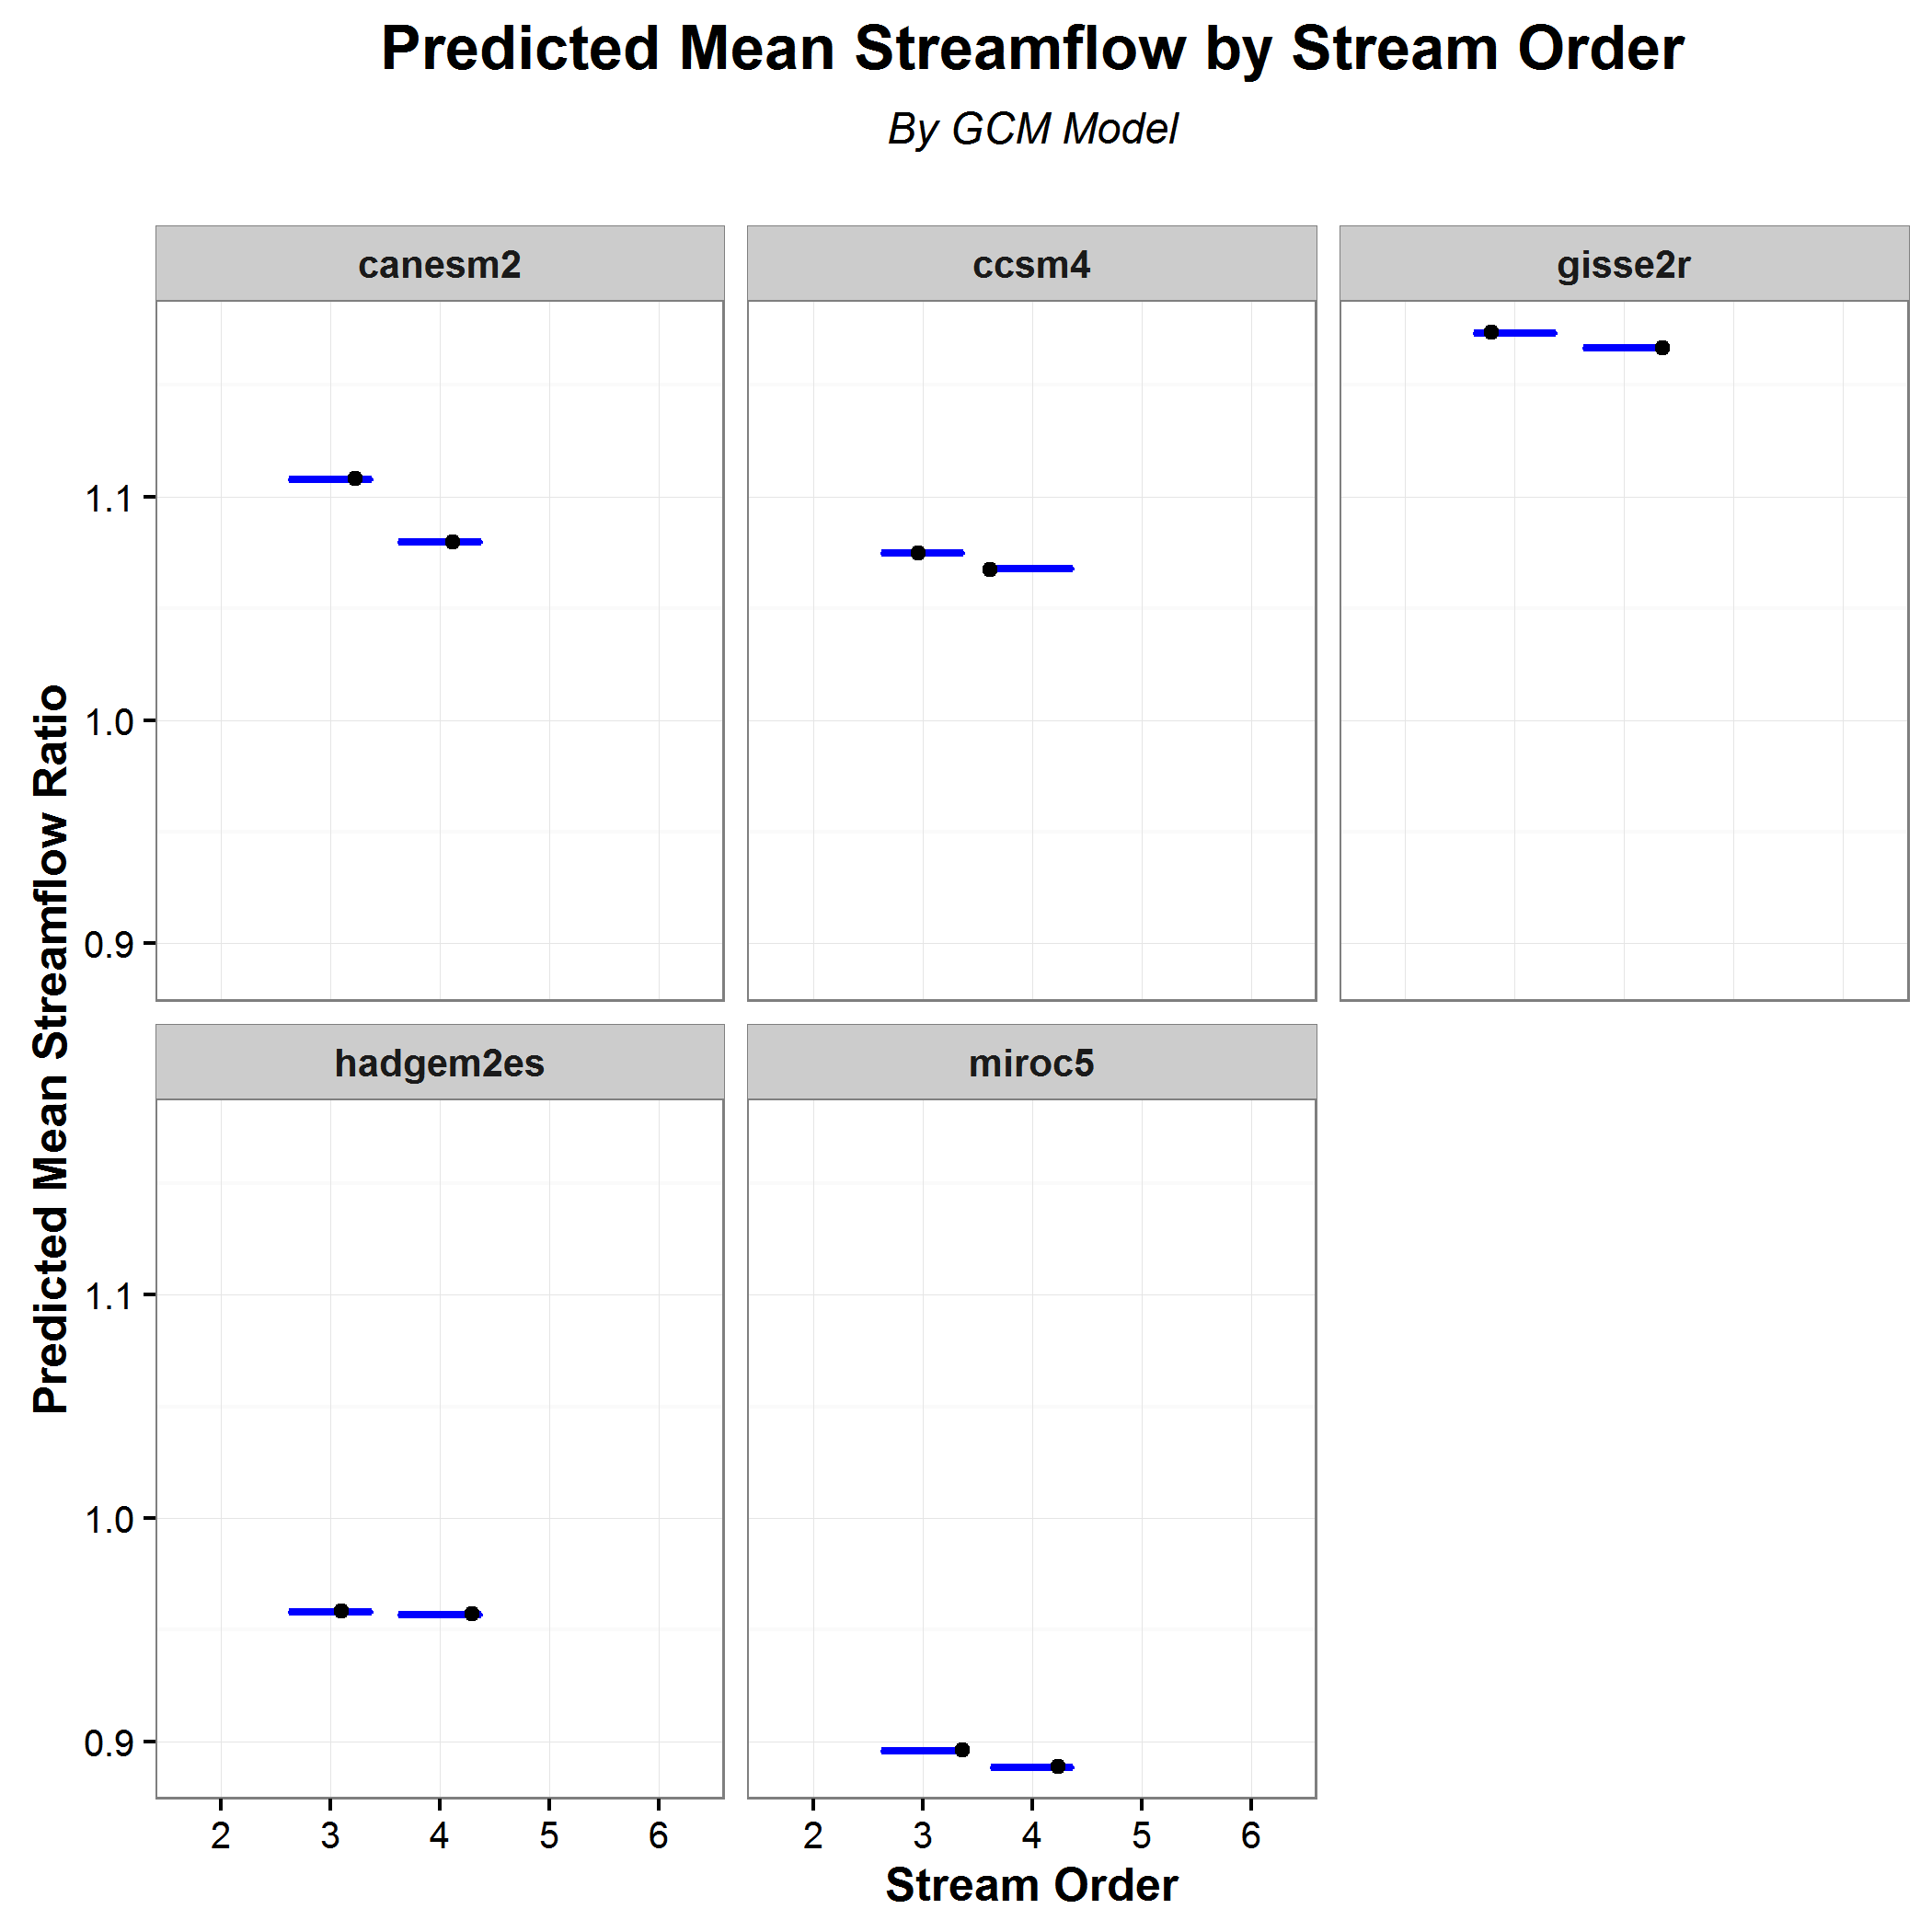 Predicted Mean Streamflow by Stream Order
By GCM Model
canesm2
ccsm4
gisse2r
1.1
1.0
0.9
Predicted Mean Streamflow Ratio
hadgem2es
miroc5
1.1
1.0
0.9
2 3 4 5 6
2 3 4 5 6
Stream Order